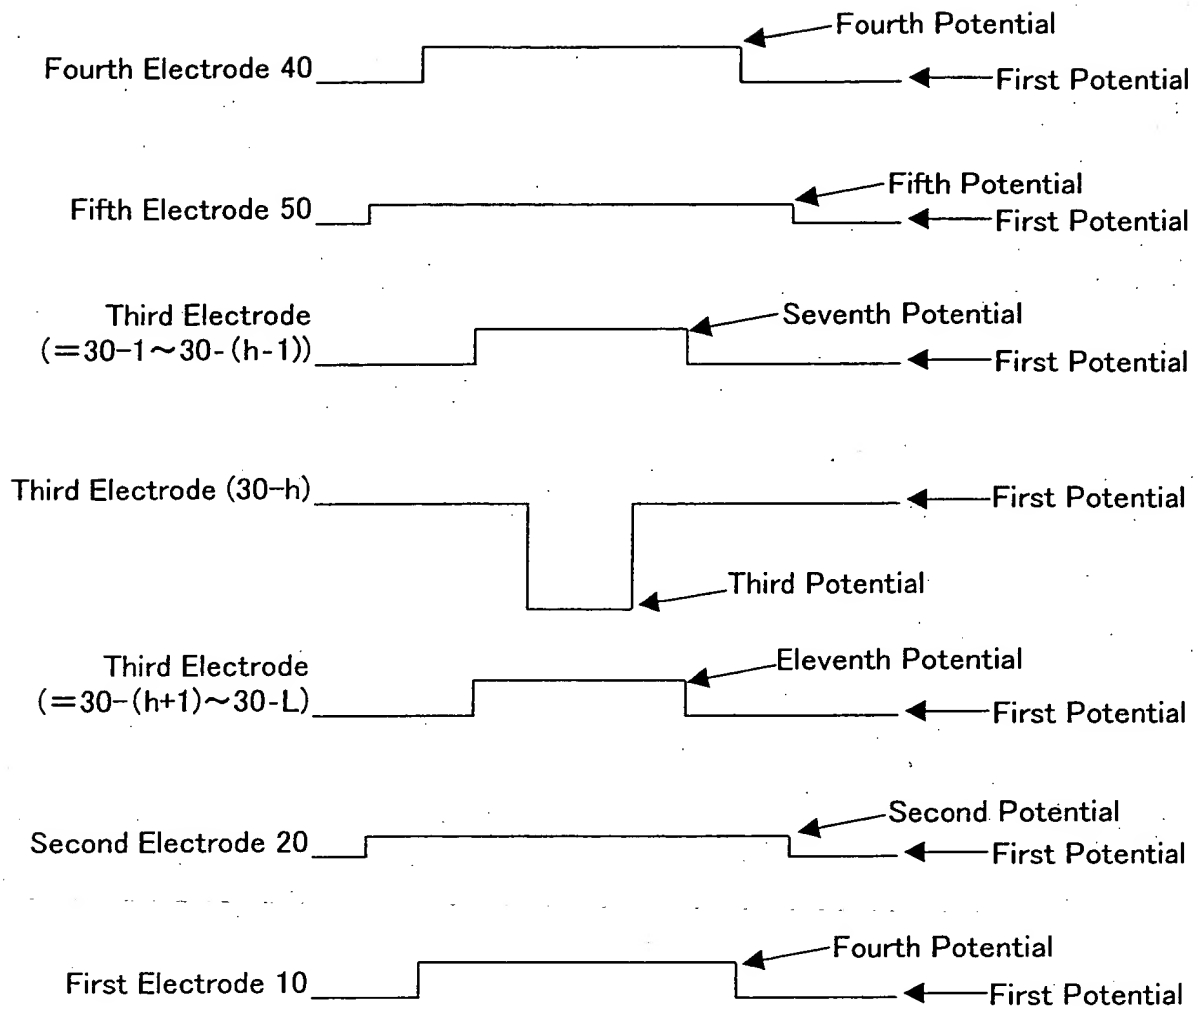 Fourth Potential
Fourth Electrode 40
First Potential
Fifth Potential
Fifth Electrode 50
First Potential
Third Electrode
(=30-1~30-(h-1))
Seventh Potential
First Potential
Third Electrode (30-h)
First Potential
Third Potential
Third Electrode
(=30-(h+1)~30-L)
Eleventh Potential
First Potential
Second Potential
Second Electrode 20
First Potential
Fourth Potential
First Electrode 10
First Potential